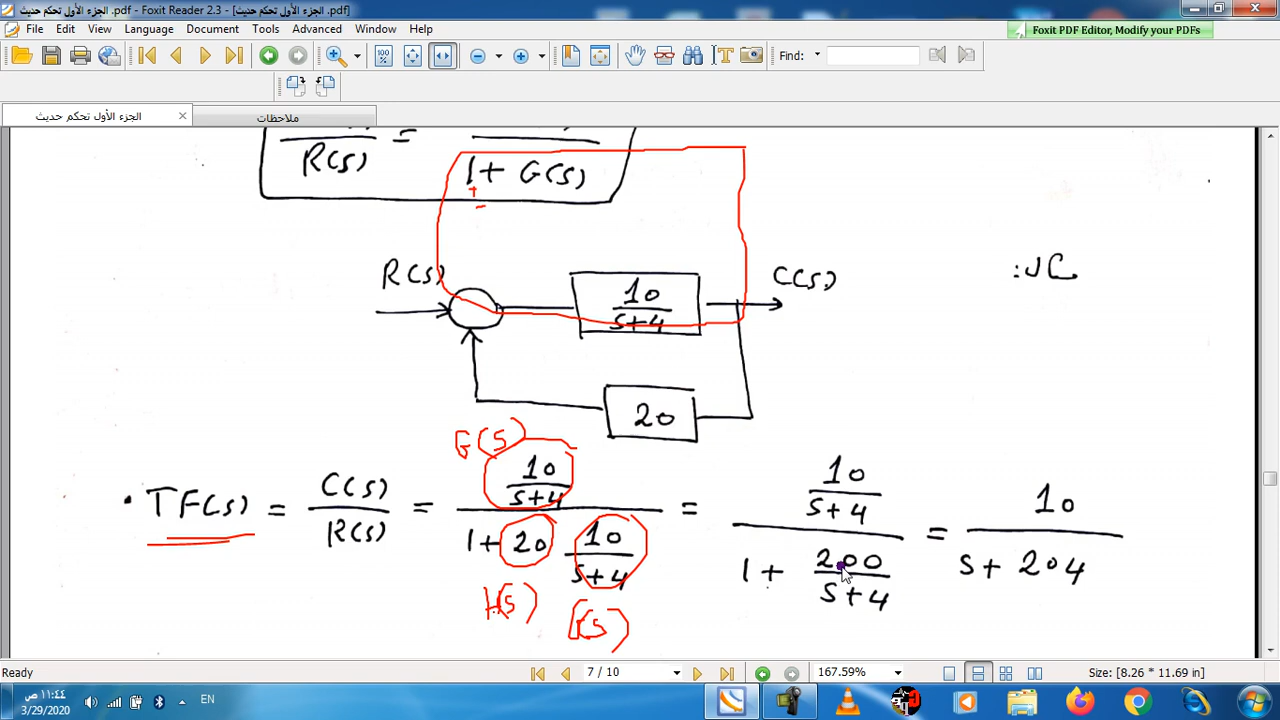 الجزء الأول تحكم حديث.pdf - Foxit Reader 2.3 - [الجزء الأول تحكم حديث.pdf]
File Edit View Language Document Tools Advanced Window Help
Foxit PDF Editor, Modify your PDFs
Find:
الجزء الأول تحكم حديث
ملاحظات
R(s) = 1 + G(s)
+
-
R(s)
10
s+4
C(s)
الحل:
20
G(s)
• TF(s) = C(s) / R(s) = 10/(s+4) / 1+ 20 10/(s+4) = 10/(s+4) / 1 + 200/(s+4) = 10 / s + 204
H(s)
G(s)
Ready
7 / 10
167.59%
Size: [8.26 * 11.69 in]
١١:٤٤ ص
EN
3/29/2020